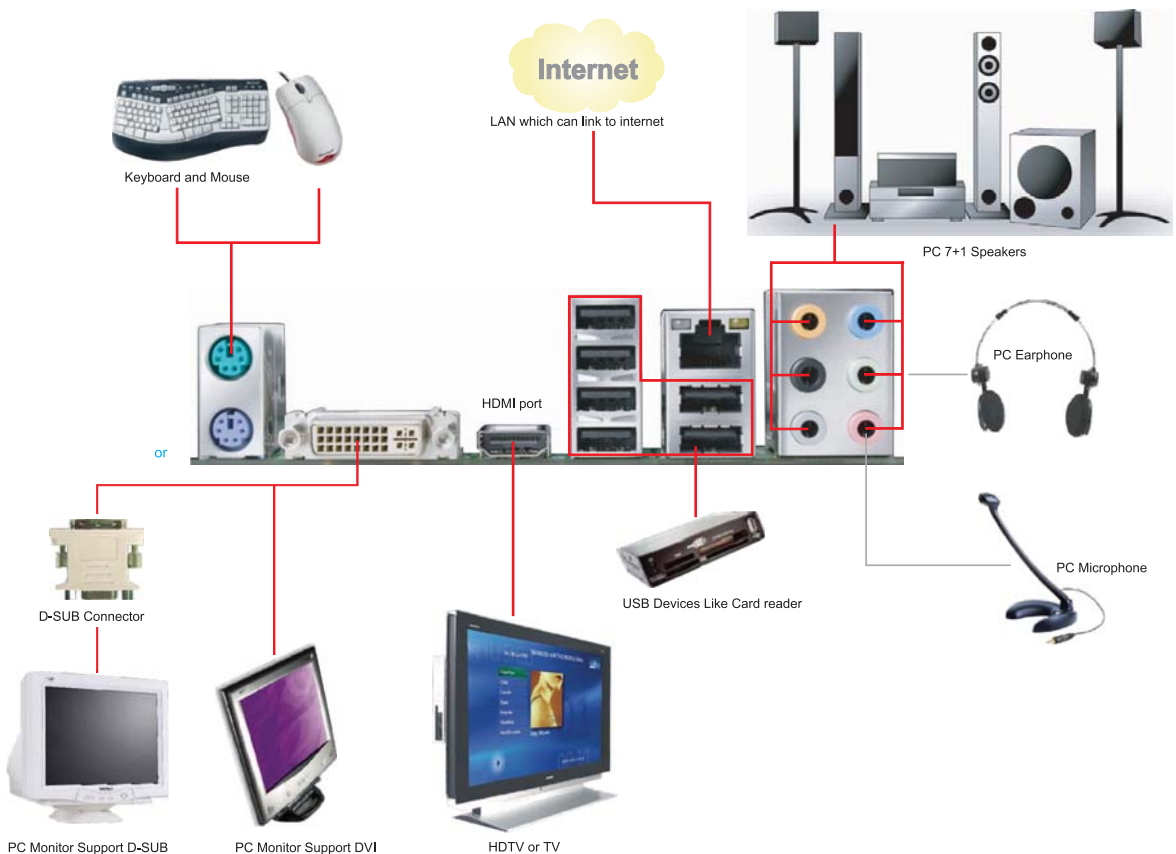 Internet
LAN which can link to internet
Keyboard and Mouse
PC 7+1 Speakers
PC Earphone
HDMI port
or
D-SUB Connector
USB Devices Like Card reader
PC Microphone
PC Monitor Support D-SUB
PC Monitor Support DVI
HDTV or TV